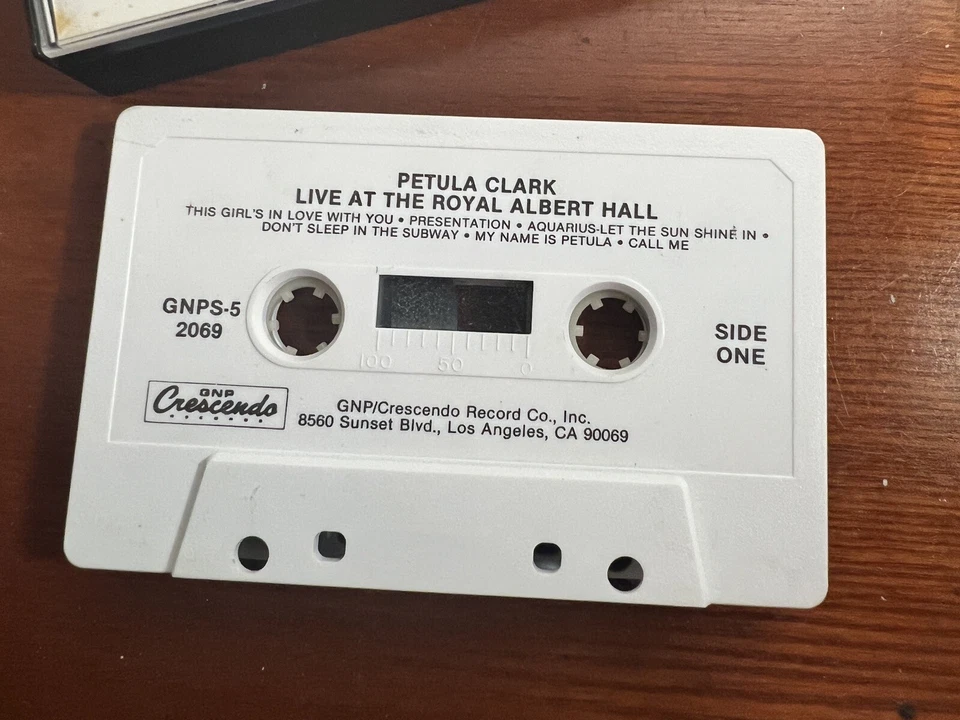 PETULA CLARK
LIVE AT THE ROYAL ALBERT HALL
THIS GIRL'S IN LOVE WITH YOU • PRESENTATION • AQUARIUS-LET THE SUN SHINE IN •
DON'T SLEEP IN THE SUBWAY • MY NAME IS PETULA • CALL ME
GNPS-5
2069
SIDE
ONE
100 50 0
GNP
Crescendo
RECORDS
GNP/Crescendo Record Co., Inc.
8560 Sunset Blvd., Los Angeles, CA 90069